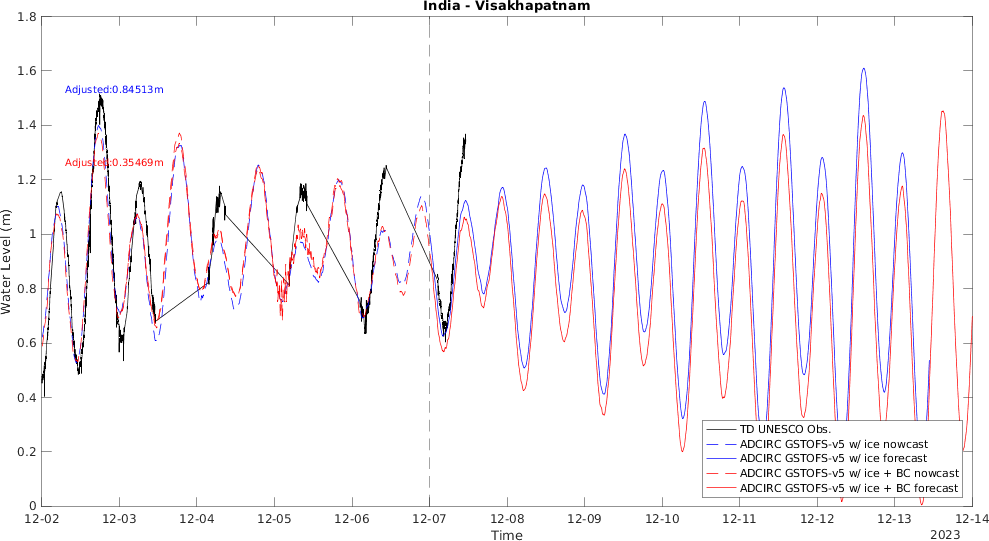 India - Visakhapatnam
1.8
1.6
1.4
1.2
1
0.8
0.6
0.4
0.2
0
Water Level (m)
Adjusted:0.84513m
Adjusted:0.35469m
TD UNESCO Obs.
ADCIRC GSTOFS-v5 w/ ice nowcast
ADCIRC GSTOFS-v5 w/ ice forecast
ADCIRC GSTOFS-v5 w/ ice + BC nowcast
ADCIRC GSTOFS-v5 w/ ice + BC forecast
12-02 12-03 12-04 12-05 12-06 12-07 12-08 12-09 12-10 12-11 12-12 12-13 12-14
Time
2023